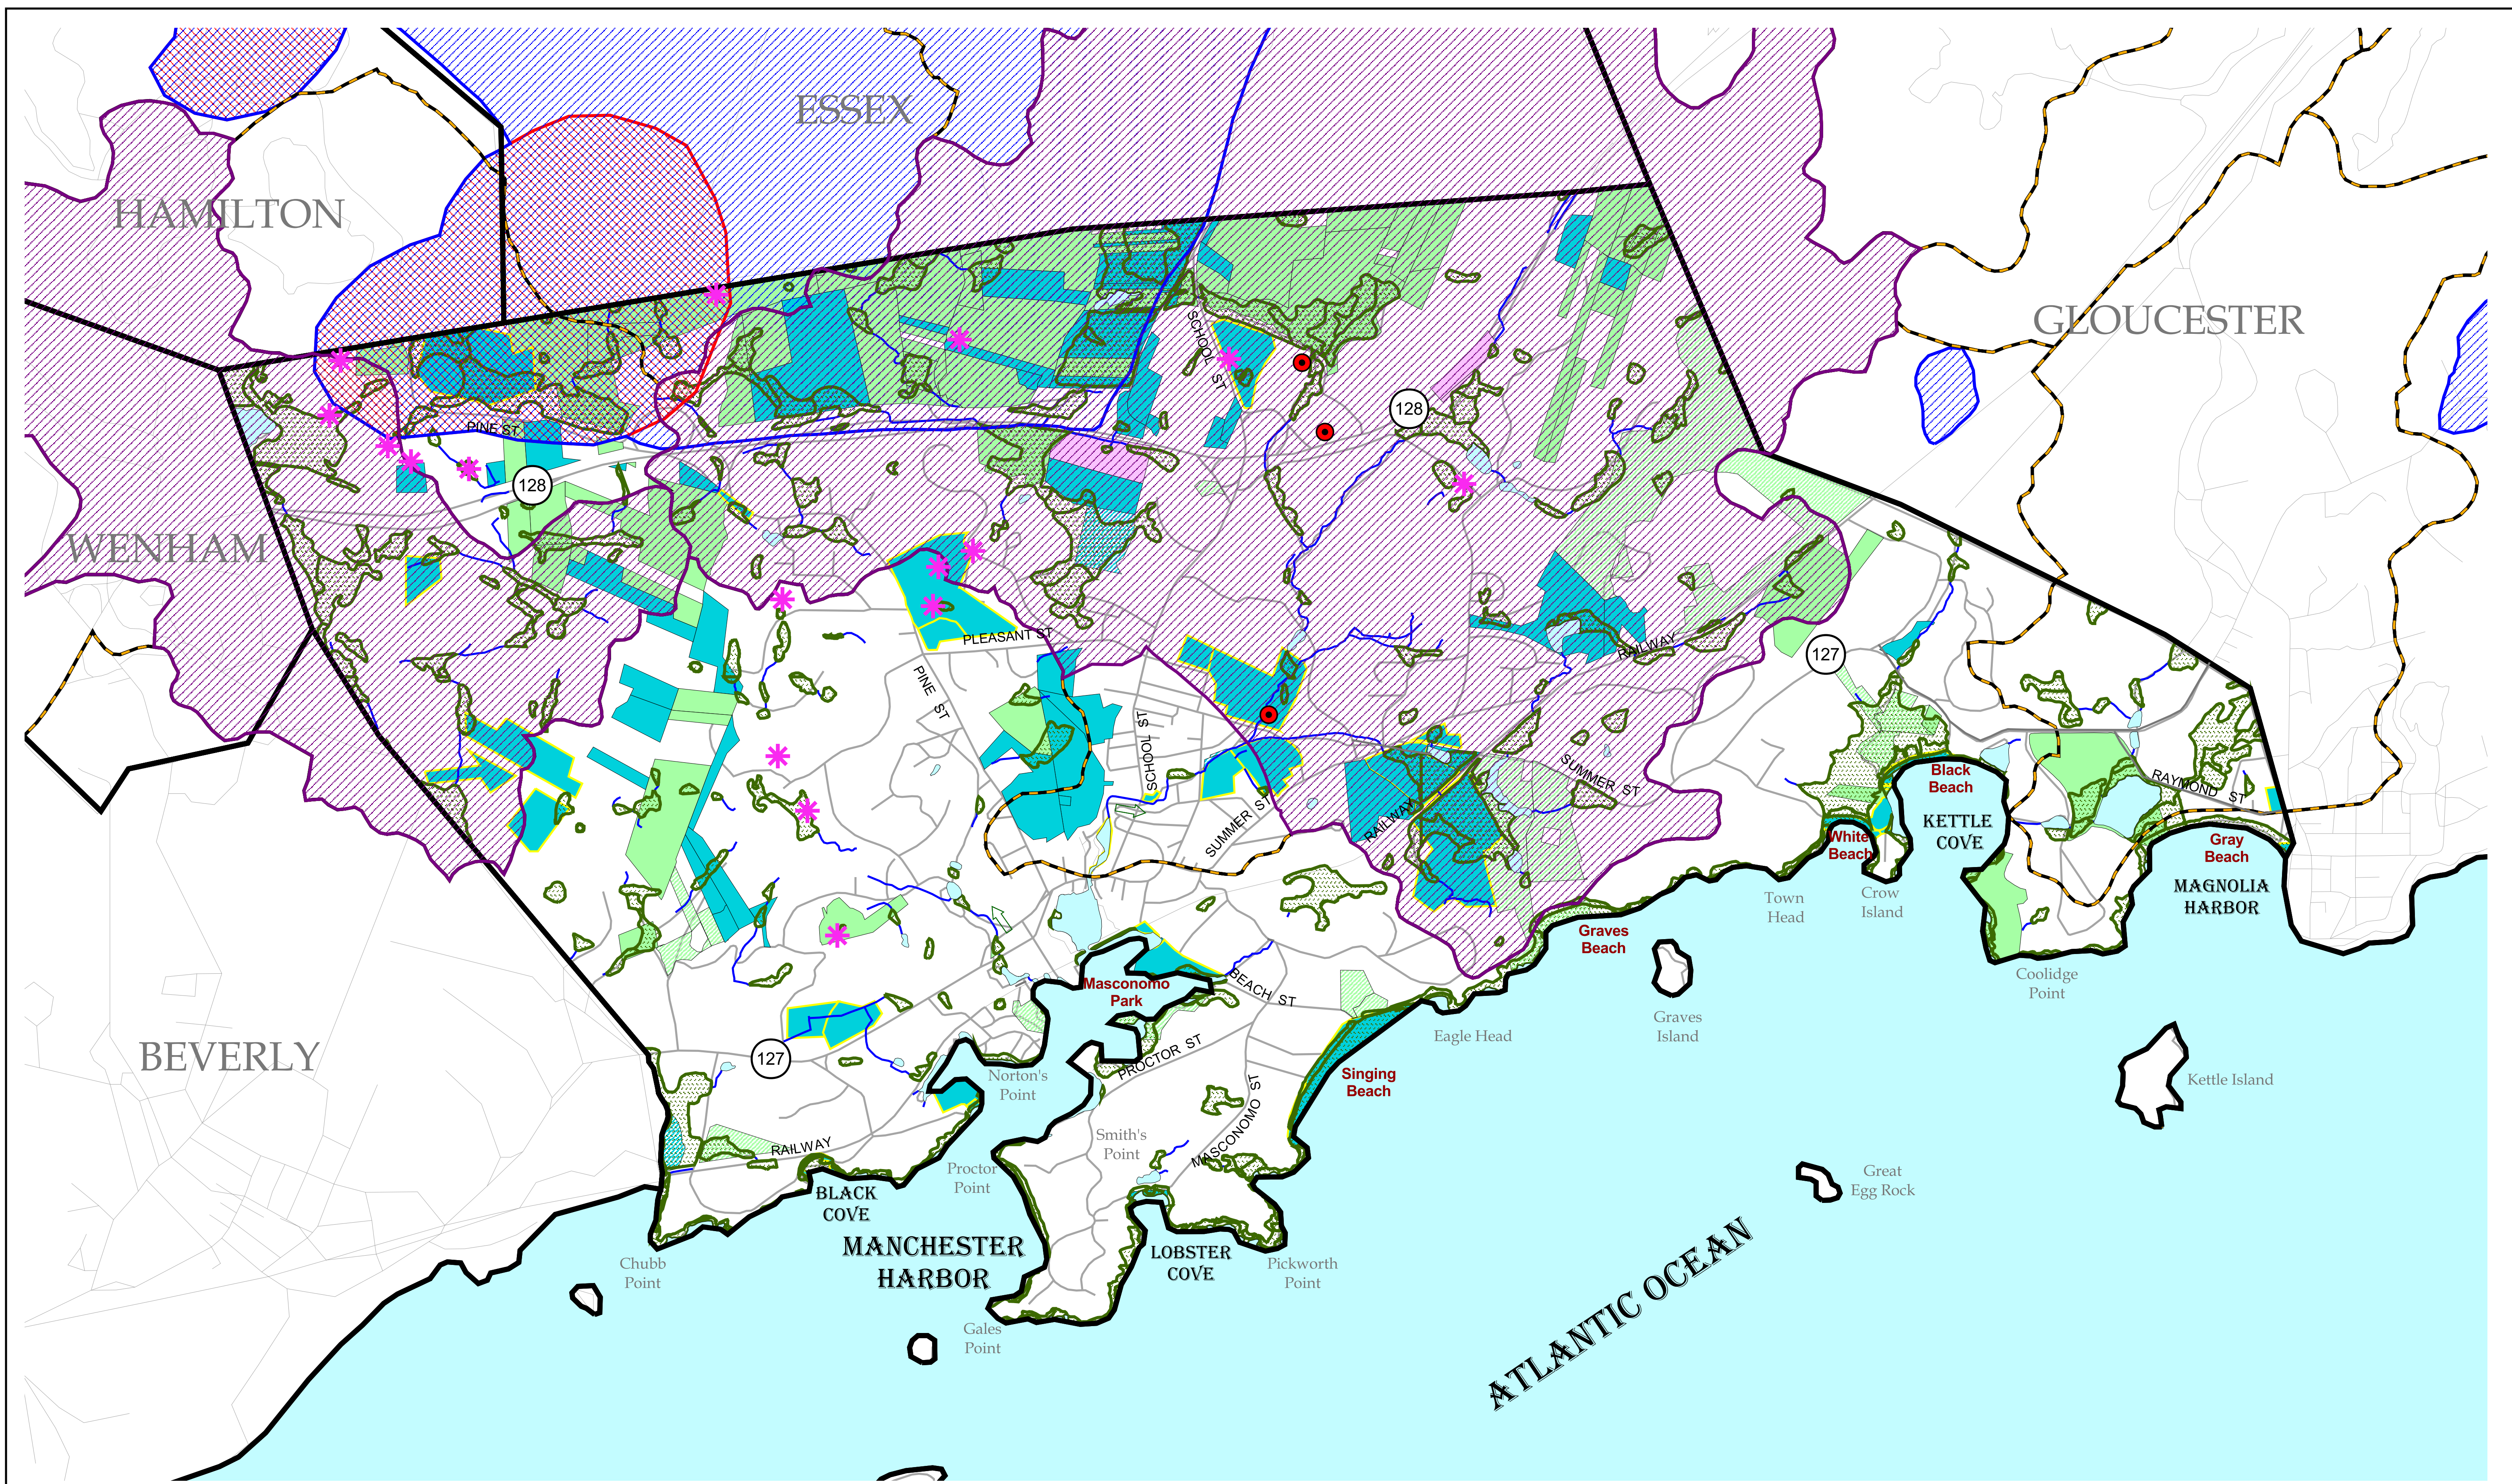 ESSEX
HAMILTON
GLOUCESTER
SCHOOL ST
128
PINE ST
128
WENHAM
PLEASANT ST
RAILWAY
127
PINE ST
SCHOOL ST
SUMMER ST
RAILWAY
SUMMER ST
Black
Beach
RAYMOND ST
KETTLE
COVE
White
Beach
Gray
Beach
MAGNOLIA
HARBOR
Town
Head
Crow
Island
Graves
Beach
Coolidge
Point
Masconomo
Park
BEACH ST
Graves
Island
Eagle Head
BEVERLY
127
Norton's
Point
PROCTOR ST
Singing
Beach
Kettle Island
MASCONOMO ST
Smith's
Point
RAILWAY
Proctor
Point
Great
Egg Rock
BLACK
COVE
MANCHESTER
HARBOR
LOBSTER
COVE
Chubb
Point
Pickworth
Point
Gales
Point
ATLANTIC OCEAN